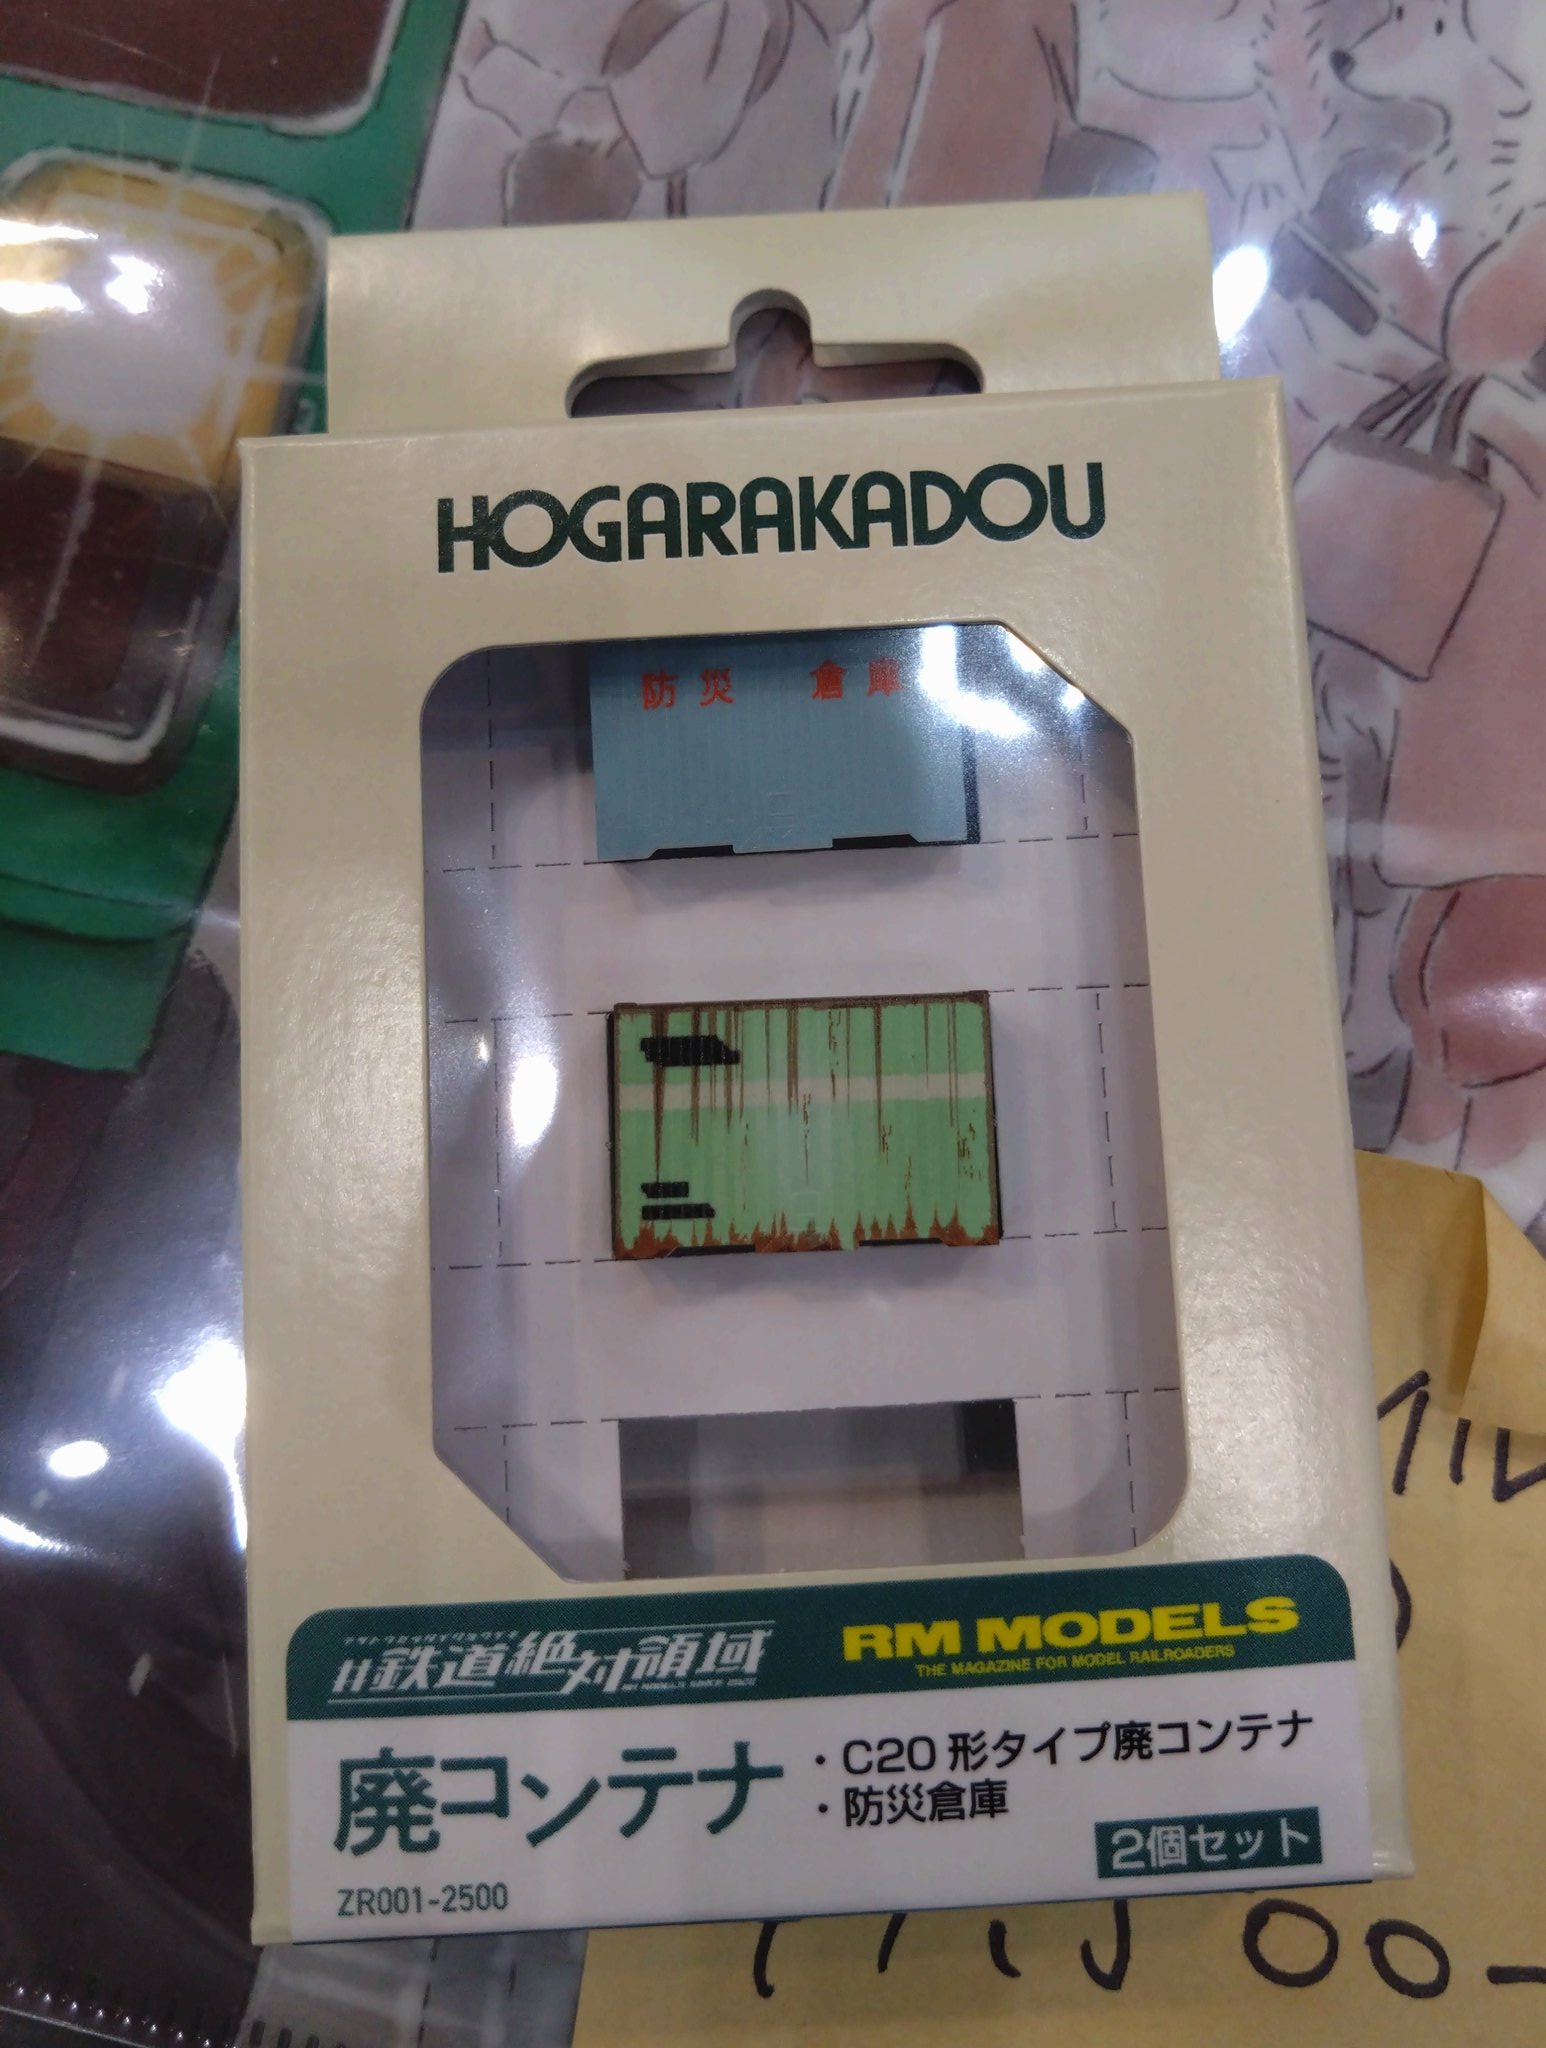 HOGARAKADOU
防災 倉庫
#鉄道絶対領域
RM MODELS
THE MAGAZINE FOR MODEL RAILROADERS
廃コンテナ
・C20形タイプ廃コンテナ
・防災倉庫
2個セット
ZR001-2500